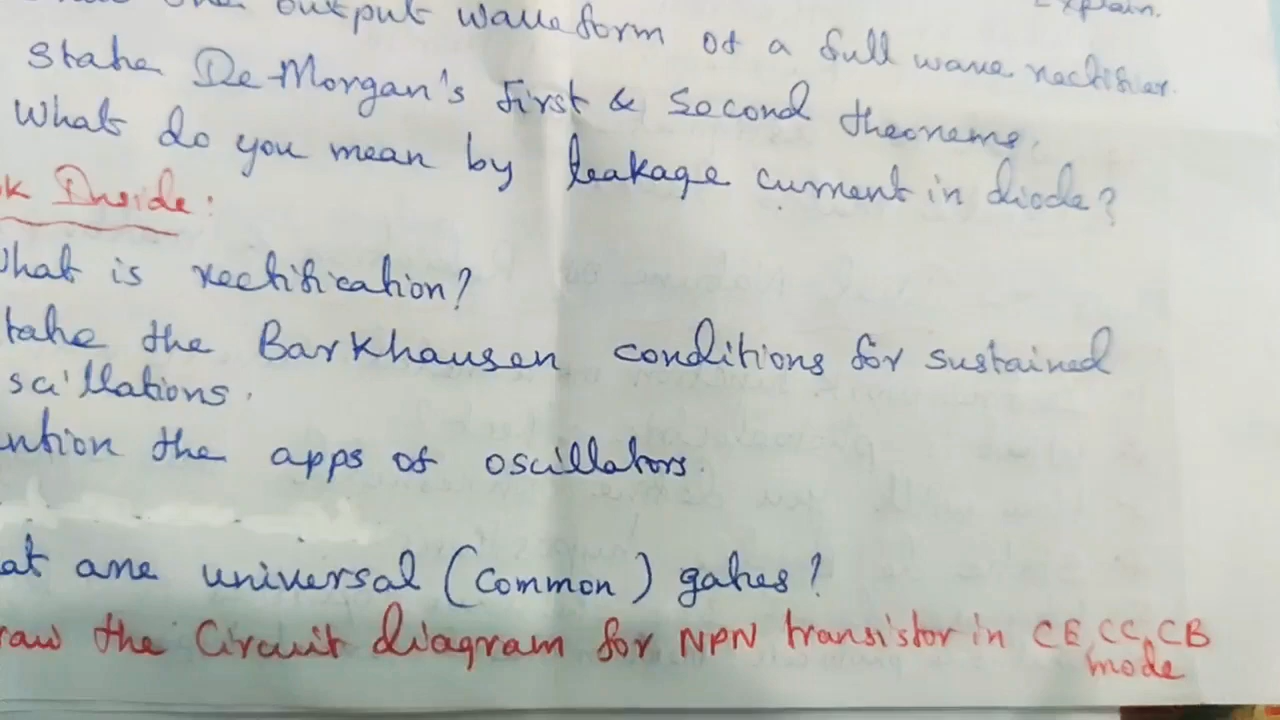 Explain.
output waveform of a full wave rectifier.
State De-Morgan's first & second theorems.
What do you mean by leakage current in diode?
k Inside:
What is rectification?
tate the Barkhausen conditions for sustained
scillations.
ntion the apps of oscillators.
at are universal (common) gates?
raw the Circuit diagram for NPN transistor in CE, CC, CB
mode